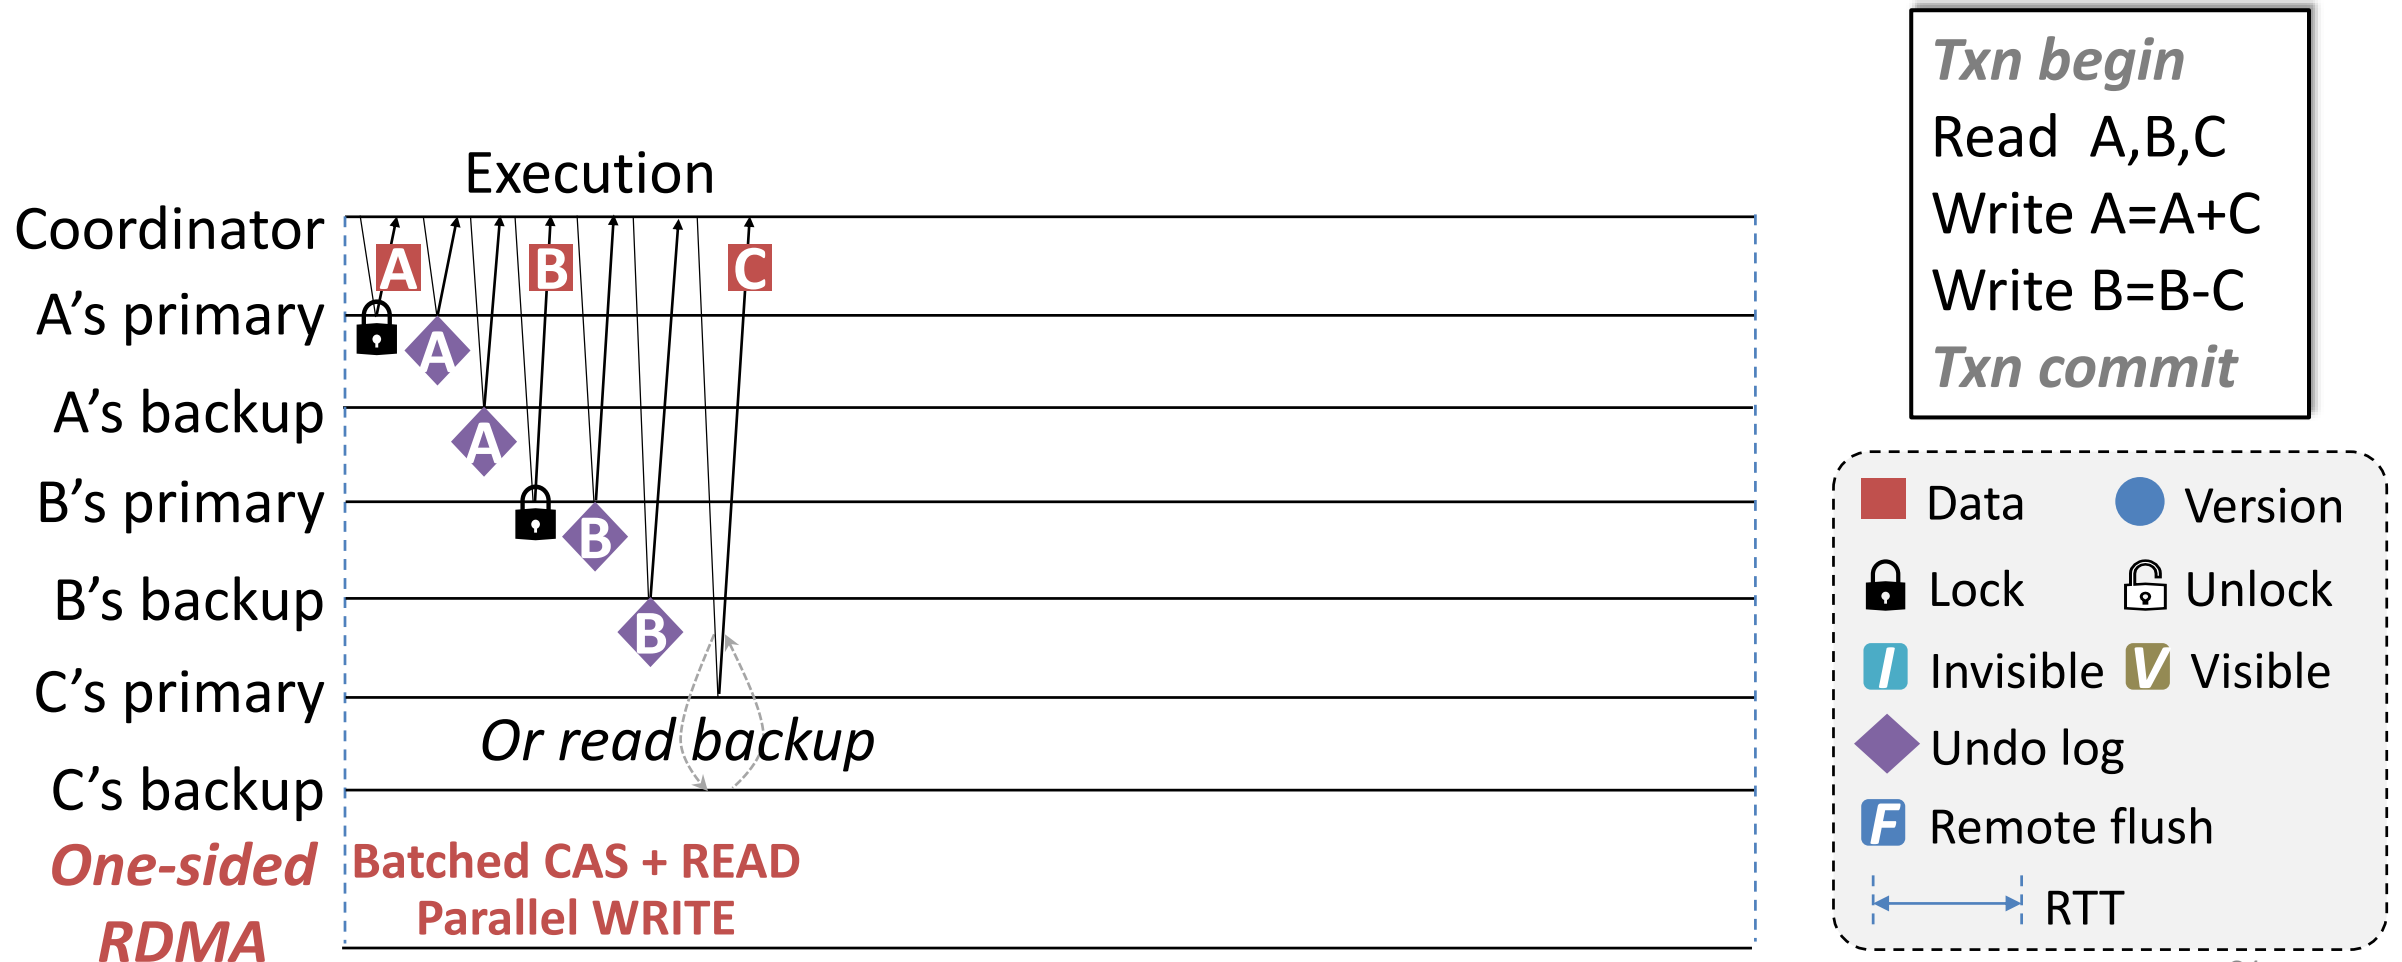 Txn begin
Read A,B,C
Write A=A+C
Write B=B-C
Txn commit
Execution
Coordinator
A B C
A's primary
A
A's backup
A
B's primary
B
B's backup
B
C's primary
Or read backup
C's backup
One-sided
RDMA
Batched CAS + READ
Parallel WRITE
Data
Version
Lock
Unlock
I Invisible
V Visible
Undo log
F Remote flush
RTT